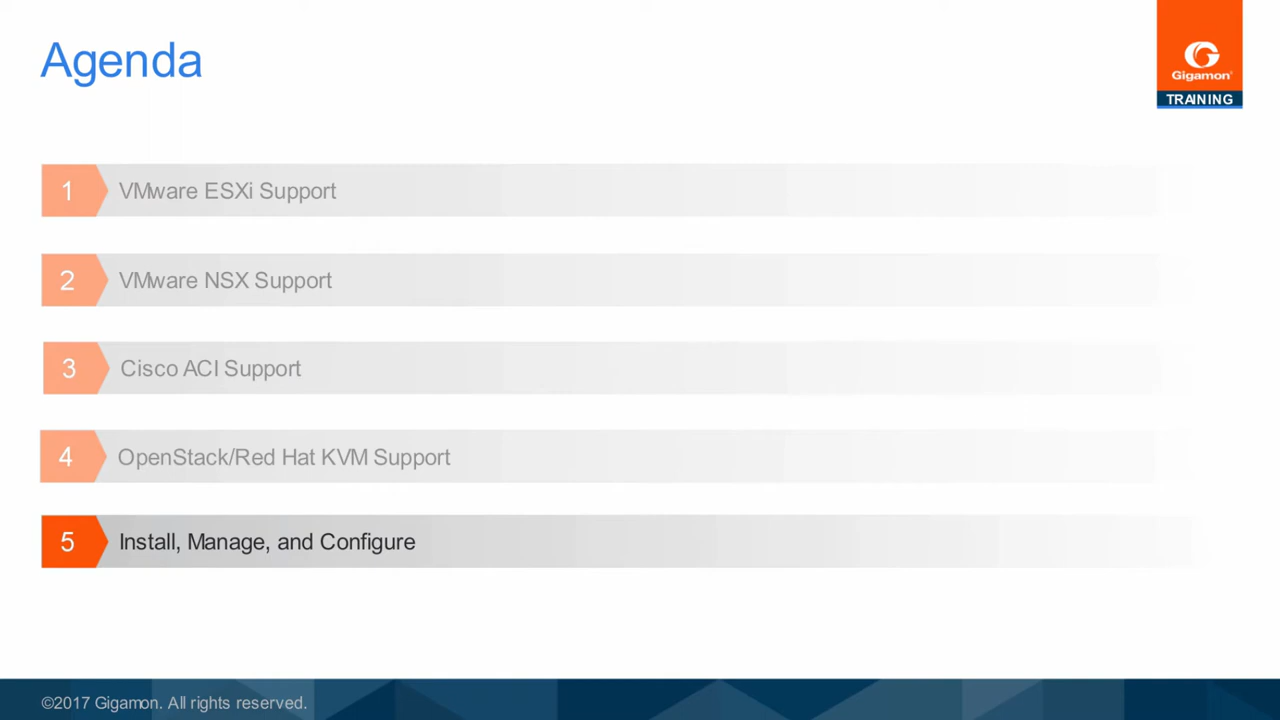 Agenda
Gigamon®
TRAINING
1 VMware ESXi Support
2 VMware NSX Support
3 Cisco ACI Support
4 OpenStack/Red Hat KVM Support
5 Install, Manage, and Configure
©2017 Gigamon. All rights reserved.